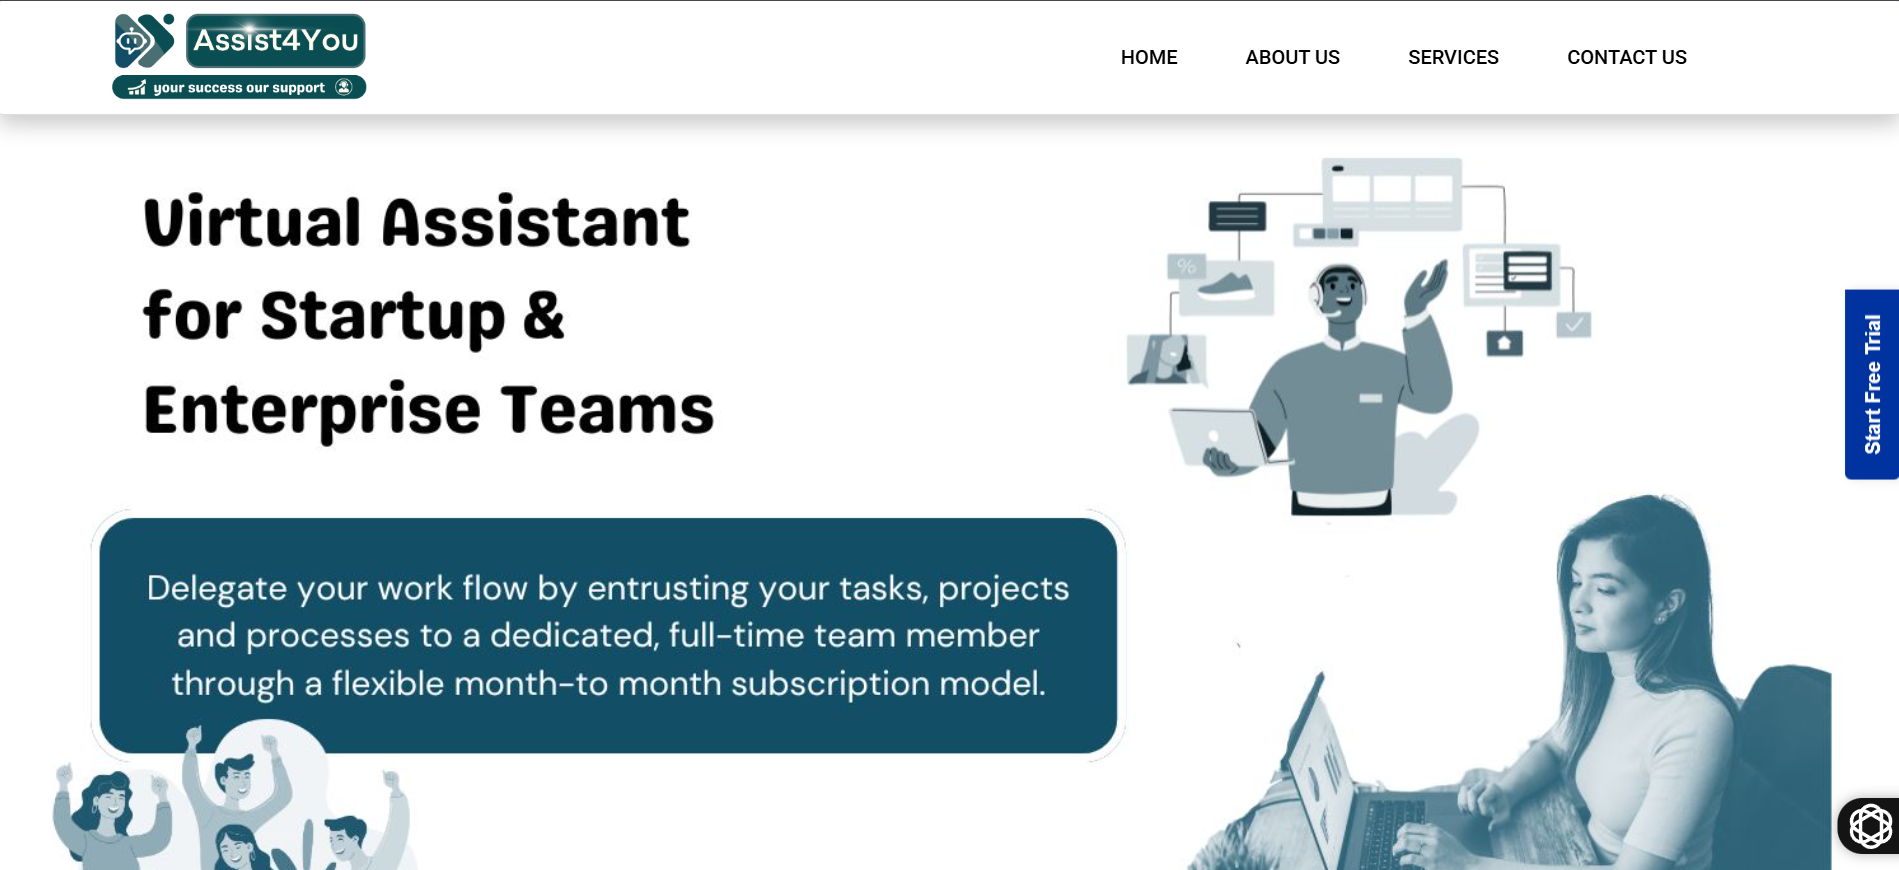 Assist4You
your success our support
HOME
ABOUT US
SERVICES
CONTACT US
Virtual Assistant
for Startup &
Enterprise Teams
%
Start Free Trial
Delegate your work flow by entrusting your tasks, projects
and processes to a dedicated, full-time team member
through a flexible month-to month subscription model.